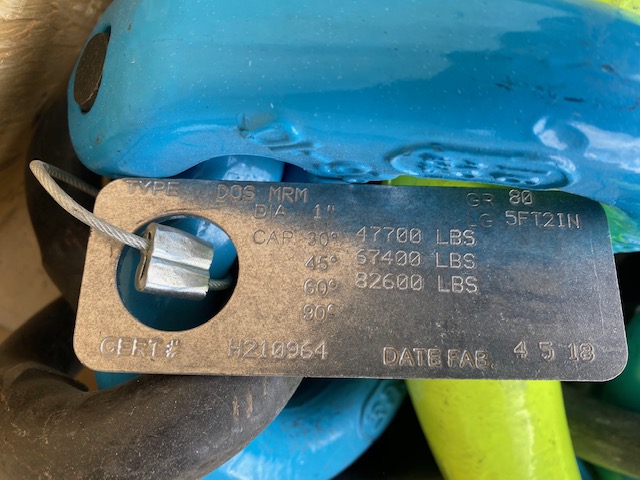 TYPE DOS MRM GR 80
DIA 1" LG 5FT2IN
CAP. 30° 47700 LBS
45° 67400 LBS
60° 82600 LBS
90°
CERT# H210964 DATE FAB. 4 5 18